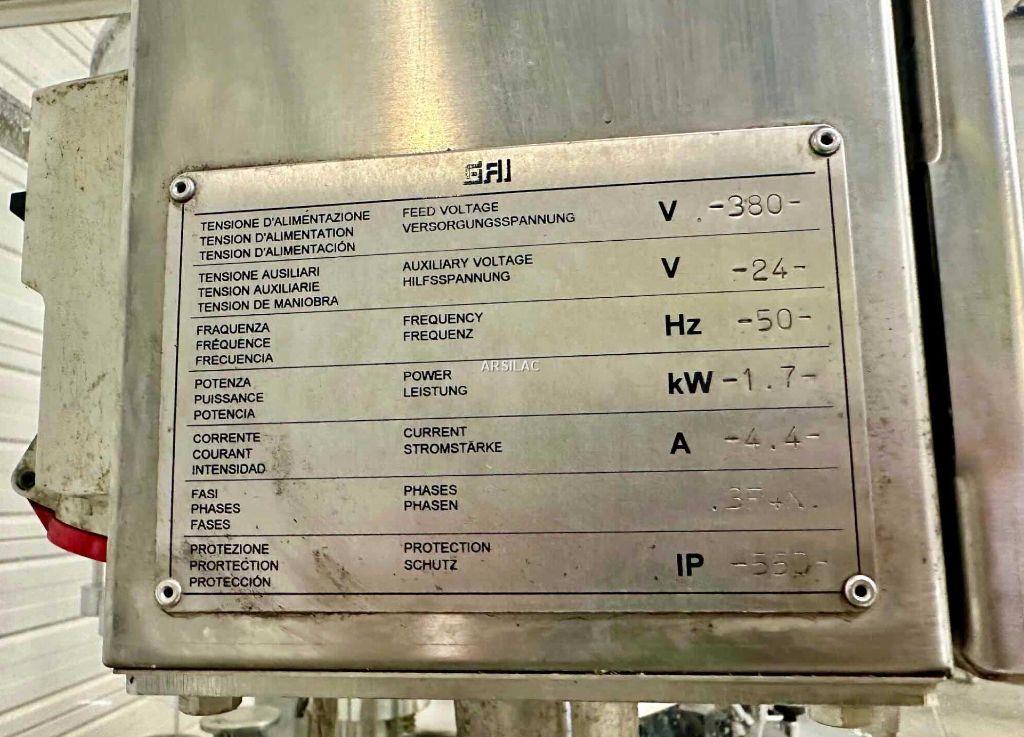 TENSIONE D'ALIMENTAZIONE
TENSION D'ALIMENTATION
TENSION D'ALIMENTACIÓN
FEED VOLTAGE
VERSORGUNGSSPANNUNG
V .-380-
TENSIONE AUSILIARI
TENSION AUXILIARIE
TENSION DE MANIOBRA
AUXILIARY VOLTAGE
HILFSSPANNUNG
V -24-
FRAQUENZA
FRÉQUENCE
FRECUENCIA
FREQUENCY
FREQUENZ
Hz -50-
POTENZA
PUISSANCE
POTENCIA
POWER
LEISTUNG
kW -1.7-
ARSILAC
CORRENTE
COURANT
INTENSIDAD
CURRENT
STROMSTÄRKE
A -4.4-
FASI
PHASES
FASES
PHASES
PHASEN
.3F+N.
PROTEZIONE
PRORTECTION
PROTECCIÓN
PROTECTION
SCHUTZ
IP